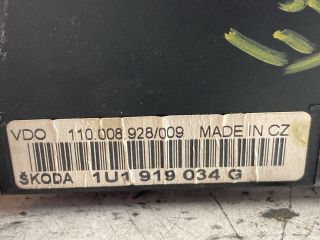 VDO 110.008.928/009 MADE IN CZ
ŠKODA 1U1 919 034 G